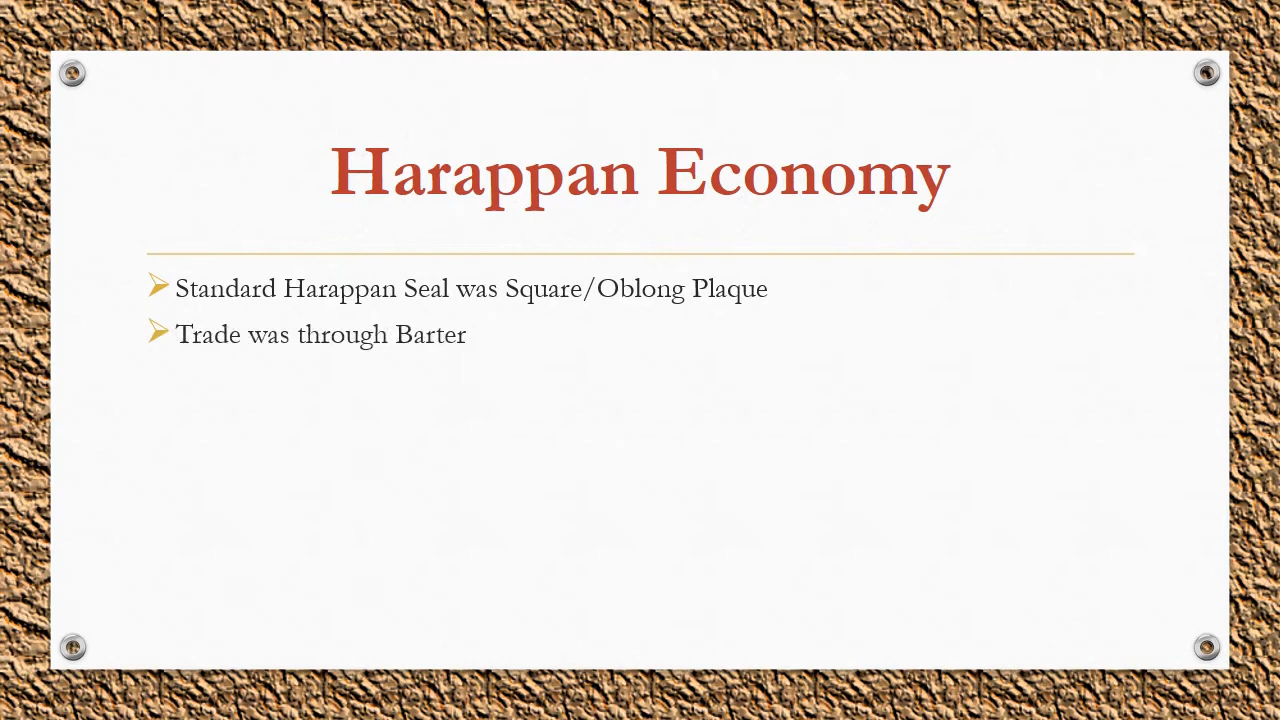 Harappan Economy
Standard Harappan Seal was Square/Oblong Plaque
Trade was through Barter